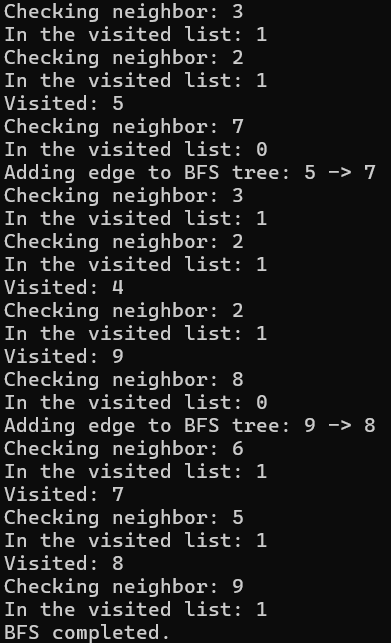 Checking neighbor: 3
In the visited list: 1
Checking neighbor: 2
In the visited list: 1
Visited: 5
Checking neighbor: 7
In the visited list: 0
Adding edge to BFS tree: 5 -> 7
Checking neighbor: 3
In the visited list: 1
Checking neighbor: 2
In the visited list: 1
Visited: 4
Checking neighbor: 2
In the visited list: 1
Visited: 9
Checking neighbor: 8
In the visited list: 0
Adding edge to BFS tree: 9 -> 8
Checking neighbor: 6
In the visited list: 1
Visited: 7
Checking neighbor: 5
In the visited list: 1
Visited: 8
Checking neighbor: 9
In the visited list: 1
BFS completed.